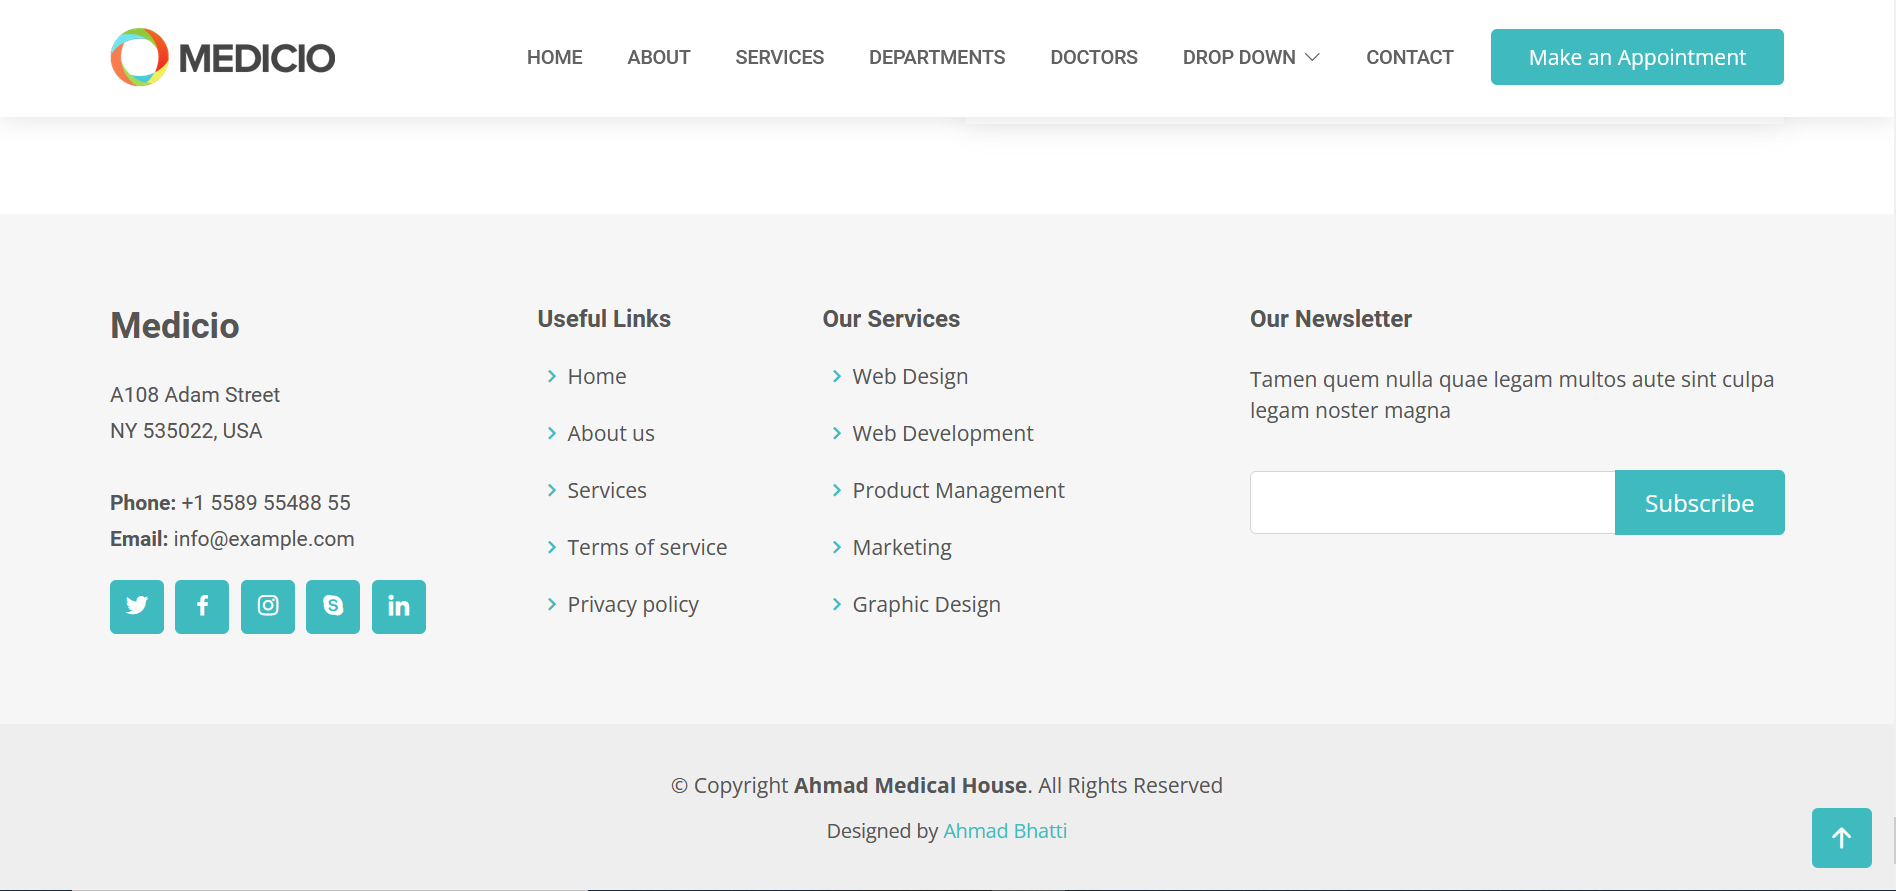 MEDICIO
HOME ABOUT SERVICES DEPARTMENTS DOCTORS DROP DOWN CONTACT Make an Appointment
Medicio
A108 Adam Street
NY 535022, USA
Phone: +1 5589 55488 55
Email: info@example.com
Useful Links
Home
About us
Services
Terms of service
Privacy policy
Our Services
Web Design
Web Development
Product Management
Marketing
Graphic Design
Our Newsletter
Tamen quem nulla quae legam multos aute sint culpa
legam noster magna
Subscribe
© Copyright Ahmad Medical House. All Rights Reserved
Designed by Ahmad Bhatti